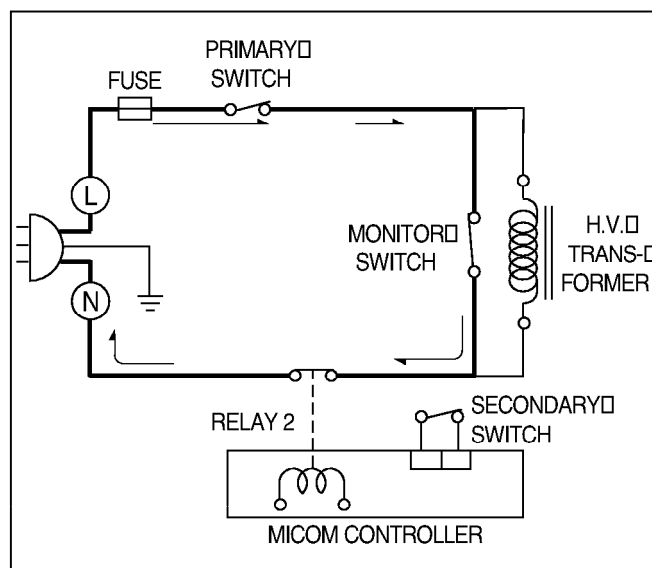 PRIMARY□
SWITCH
FUSE
L
MONITOR□
SWITCH
H.V.□
TRANS-□
FORMER
N
RELAY 2
SECONDARY□
SWITCH
MICOM CONTROLLER